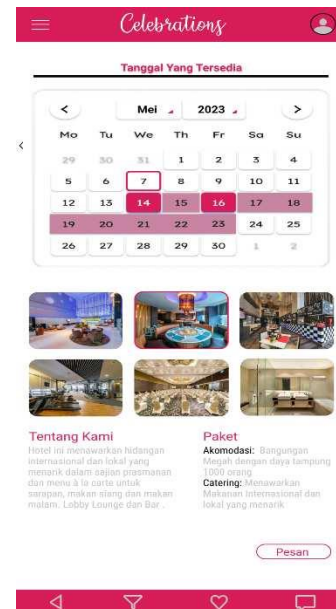 Celebrations
Tanggal Yang Tersedia
< Mei 2023 >
Mo Tu We Th Fr Sa Su
29 30 31 1 2 3 4
5 6 7 8 9 10 11
12 13 14 15 16 17 18
19 20 21 22 23 24 25
26 27 28 29 30 1 2
<
Tentang Kami
Hotel ini menawarkan hidangan
internasional dan lokal yang
menarik dalam sajian prasmanan
dan menu à la carte untuk
sarapan, makan siang dan makan
malam. Lobby Lounge dan Bar .
Paket
Akomodasi: Bangungan
Megah dengan daya tampung
1000 orang
Catering: Menawarkan
Makanan Internasional dan
lokal yang menarik
Pesan